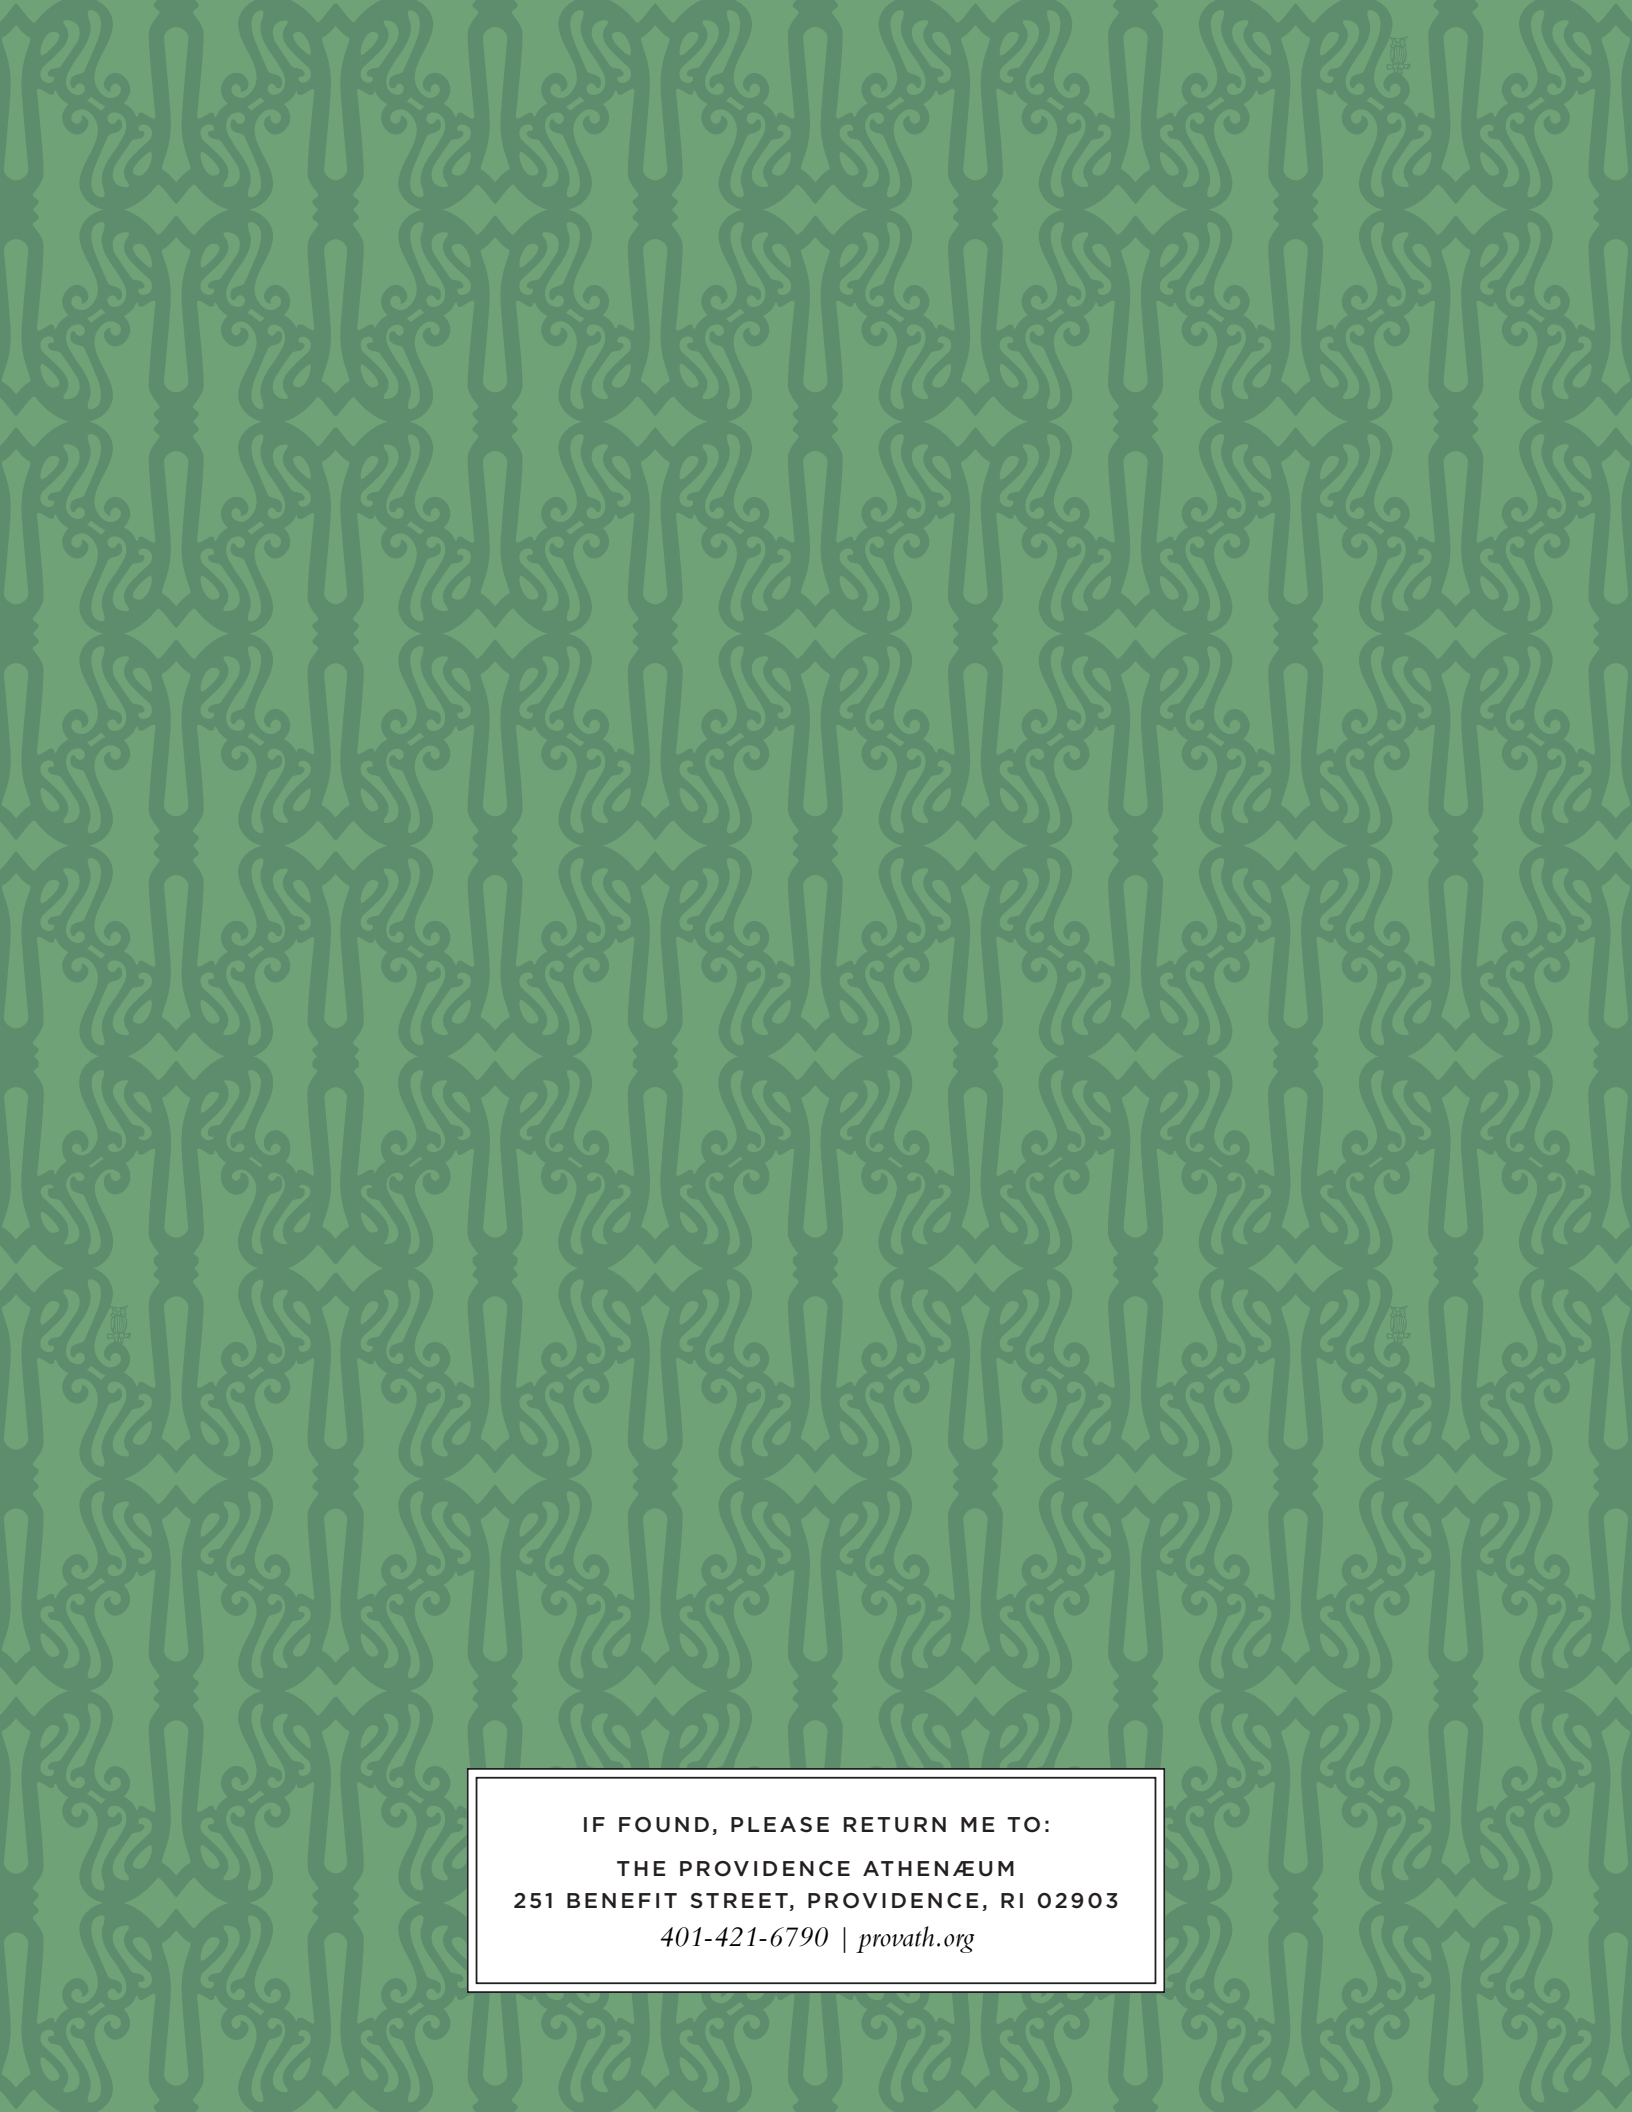 IF FOUND, PLEASE RETURN ME TO:
THE PROVIDENCE ATHENÆUM
251 BENEFIT STREET, PROVIDENCE, RI 02903
401-421-6790 | provath.org